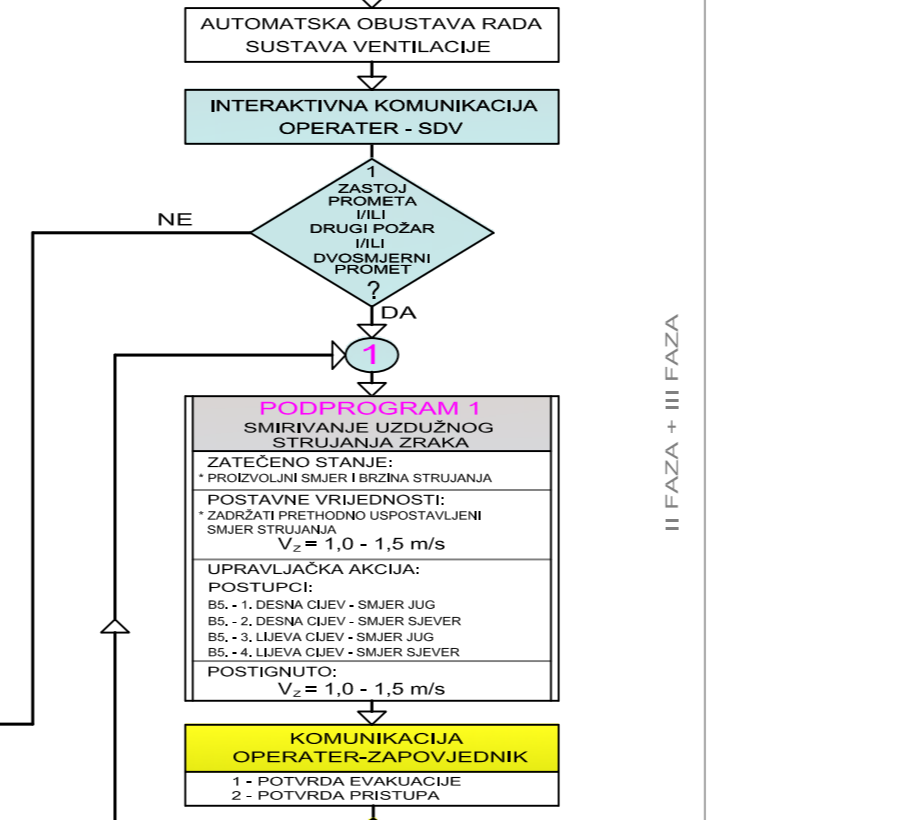 AUTOMATSKA OBUSTAVA RADA
SUSTAVA VENTILACIJE
INTERAKTIVNA KOMUNIKACIJA
OPERATER - SDV
1
ZASTOJ
PROMETA
I/ILI
DRUGI POŽAR
I/ILI
DVOSMJERNI
PROMET
?
NE
DA
1
PODPROGRAM 1
SMIRIVANJE UZDUŽNOG
STRUJANJA ZRAKA
ZATEČENO STANJE:
* PROIZVOLJNI SMJER I BRZINA STRUJANJA
POSTAVNE VRIJEDNOSTI:
* ZADRŽATI PRETHODNO USPOSTAVLJENI
SMJER STRUJANJA
Vz = 1,0 - 1,5 m/s
UPRAVLJAČKA AKCIJA:
POSTUPCI:
B5. - 1. DESNA CIJEV - SMJER JUG
B5. - 2. DESNA CIJEV - SMJER SJEVER
B5. - 3. LIJEVA CIJEV - SMJER JUG
B5. - 4. LIJEVA CIJEV - SMJER SJEVER
POSTIGNUTO:
Vz = 1,0 - 1,5 m/s
KOMUNIKACIJA
OPERATER-ZAPOVJEDNIK
1 - POTVRDA EVAKUACIJE
2 - POTVRDA PRISTUPA
II FAZA + III FAZA